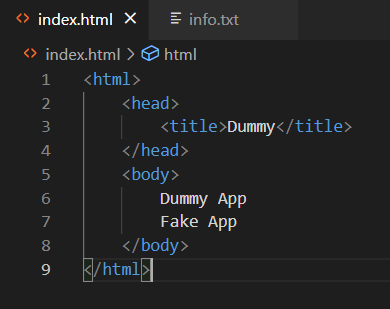 index.html
info.txt
index.html > html
1 <html>
2     <head>
3         <title>Dummy</title>
4     </head>
5     <body>
6         Dummy App
7         Fake App
8     </body>
9 </html>